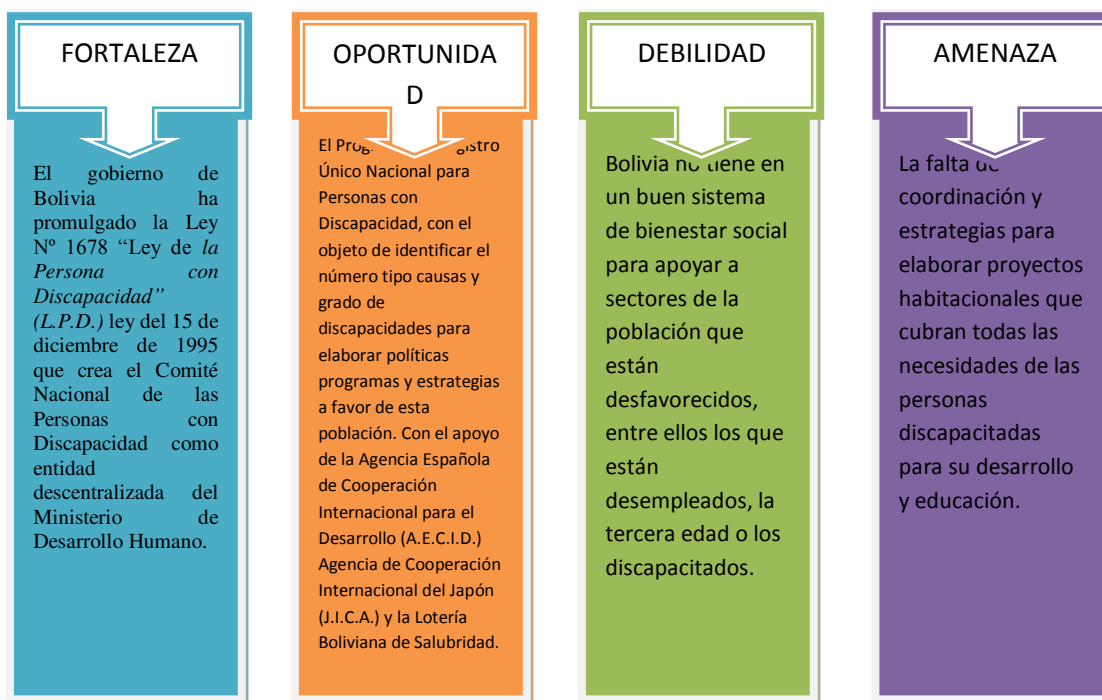 FORTALEZA
El gobierno de
Bolivia ha
promulgado la Ley
Nº 1678 “Ley de la
Persona con
Discapacidad”
(L.P.D.) ley del 15 de
diciembre de 1995
que crea el Comité
Nacional de las
Personas con
Discapacidad como
entidad
descentralizada del
Ministerio de
Desarrollo Humano.
OPORTUNIDA
D
El
Único Nacional para
Personas con
Discapacidad, con el
objeto de identificar el
número tipo causas y
grado de
discapacidades para
elaborar políticas
programas y estrategias
a favor de esta
población. Con el apoyo
de la Agencia Española
de Cooperación
Internacional para el
Desarrollo (A.E.C.I.D.)
Agencia de Cooperación
Internacional del Japón
(J.I.C.A.) y la Lotería
Boliviana de Salubridad.
DEBILIDAD
Bolivia no tiene en
un buen sistema
de bienestar social
para apoyar a
sectores de la
población que
están
desfavorecidos,
entre ellos los que
están
desempleados, la
tercera edad o los
discapacitados.
AMENAZA
La falta de
coordinación y
estrategias para
elaborar proyectos
habitacionales que
cubran todas las
necesidades de las
personas
discapacitadas
para su desarrollo
y educación.